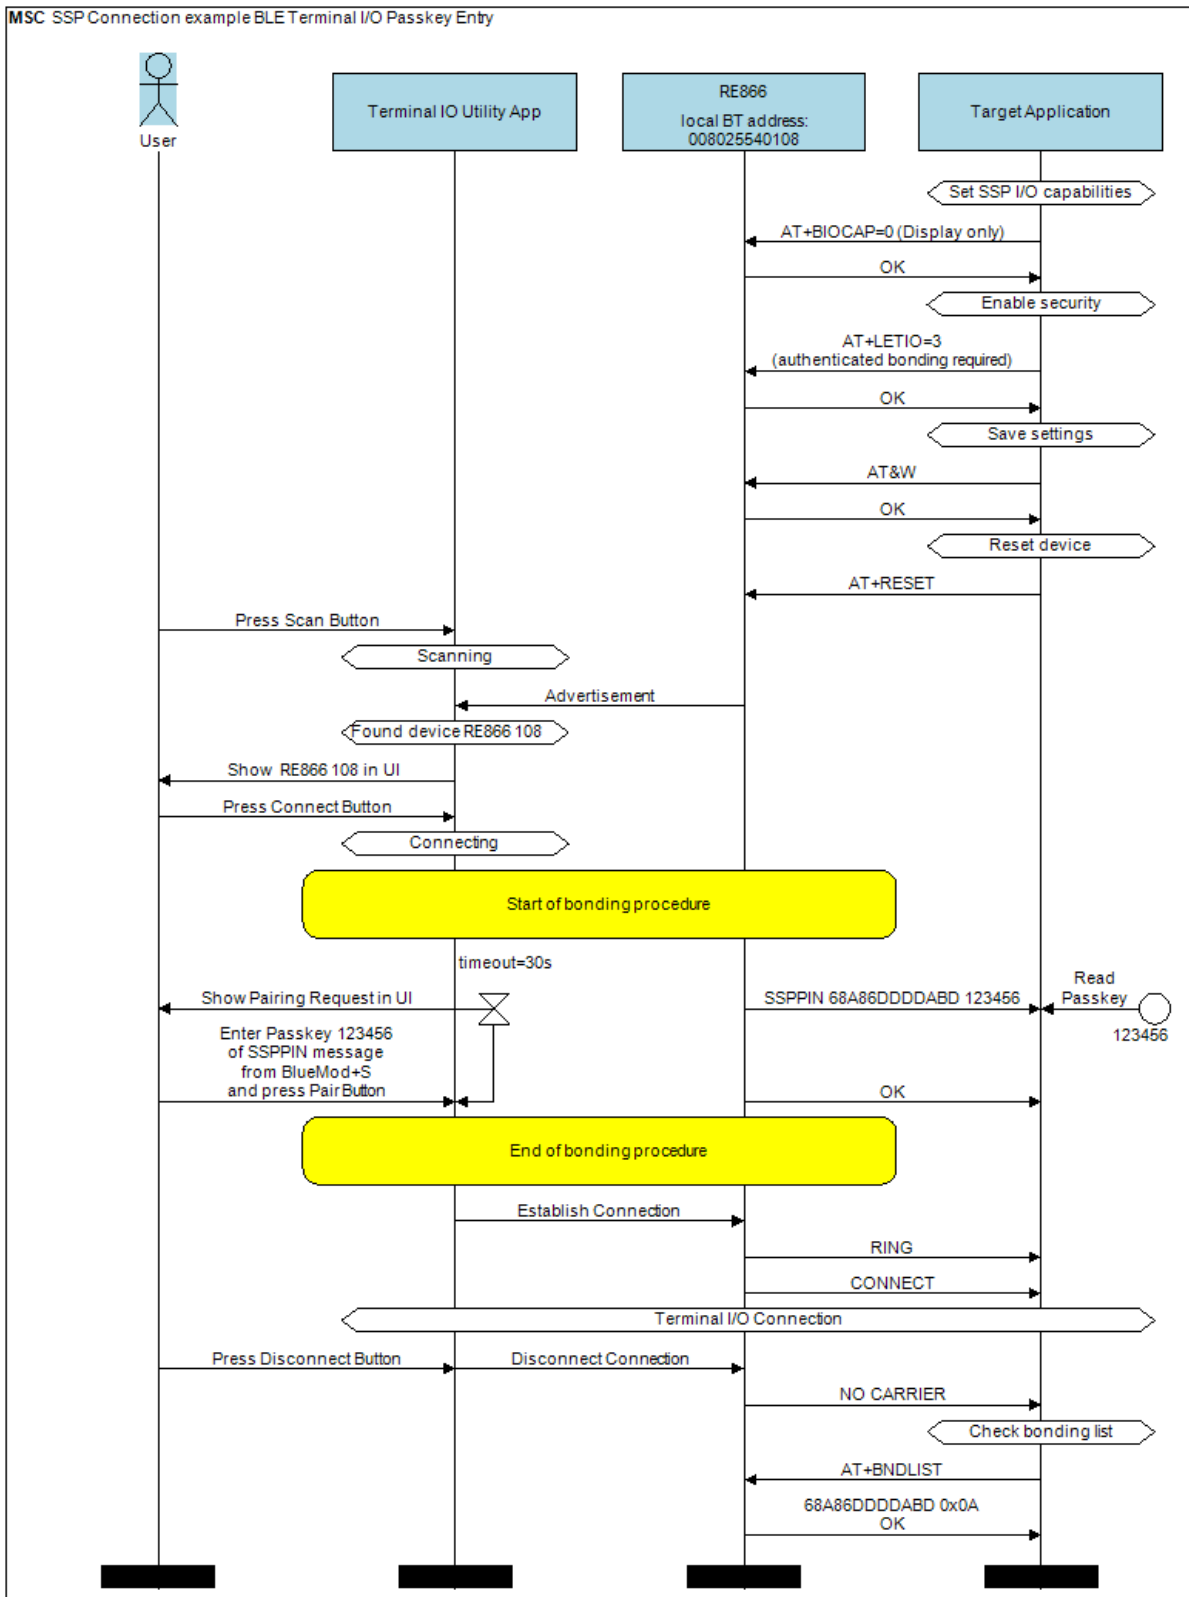 MSC SSP Connection example BLE Terminal I/O Passkey Entry
User
Terminal IO Utility App
RE866
local BT address:
008025540108
Target Application
Set SSP I/O capabilities
AT+BIOCAP=0 (Display only)
OK
Enable security
AT+LETIO=3
(authenticated bonding required)
OK
Save settings
AT&W
OK
Reset device
AT+RESET
Press Scan Button
Scanning
Advertisement
Found device RE866 108
Show RE866 108 in UI
Press Connect Button
Connecting
Start of bonding procedure
timeout=30s
Show Pairing Request in UI
SSPPIN 68A86DDDDABD 123456
Read
Passkey
123456
Enter Passkey 123456
of SSPPIN message
from BlueMod+S
and press Pair Button
OK
End of bonding procedure
Establish Connection
RING
CONNECT
Terminal I/O Connection
Press Disconnect Button
Disconnect Connection
NO CARRIER
Check bonding list
AT+BNDLIST
68A86DDDDABD 0x0A
OK